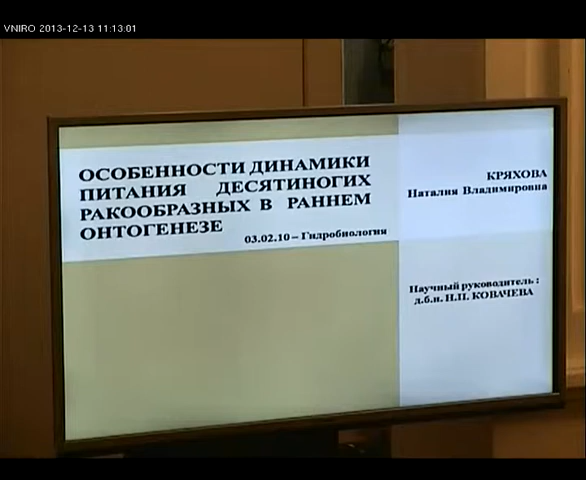 VNIRO 2013-12-13 11:13:01
ОСОБЕННОСТИ ДИНАМИКИ
ПИТАНИЯ ДЕСЯТИНОГИХ
РАКООБРАЗНЫХ В РАННЕМ
ОНТОГЕНЕЗЕ
03.02.10 – Гидробиология
КРЯХОВА
Наталия Владимировна
Научный руководитель :
д.б.н. Н.П. КОВАЧЕВА